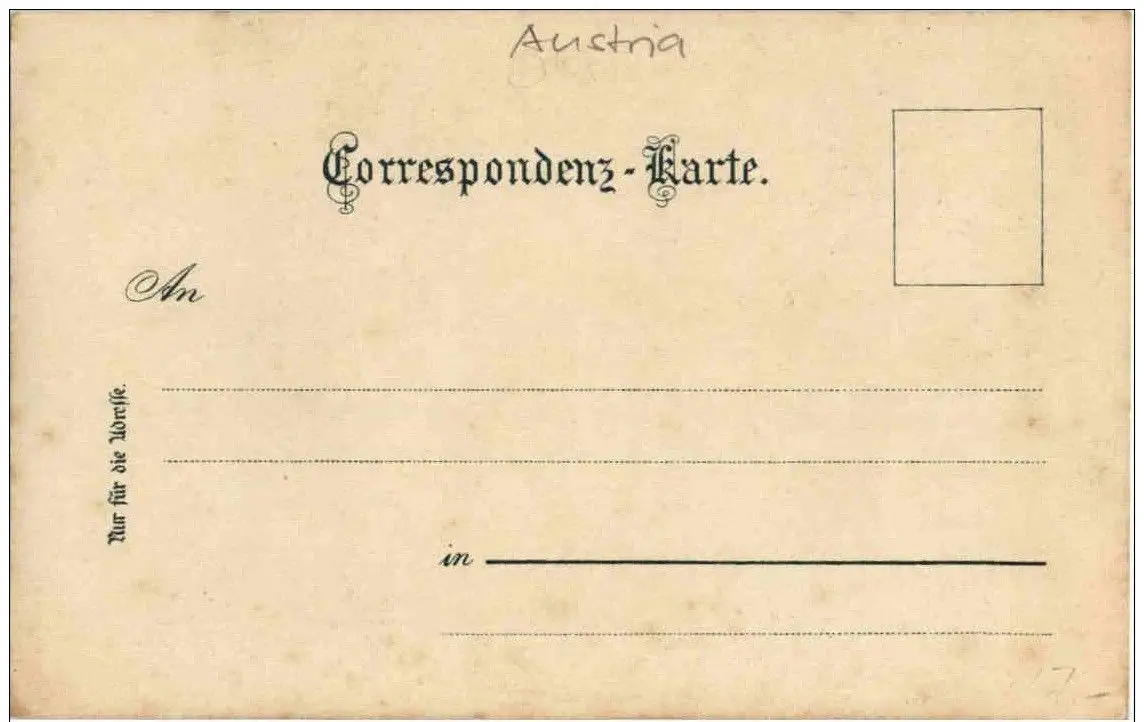 Austria
Correspondenz-Karte.
An
Nur für die Adresse.
in